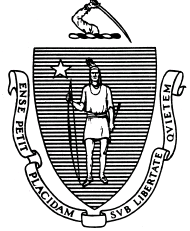 ENSE PETIT
PLACIDAM
SVB LIBERTATE
QVIETEM